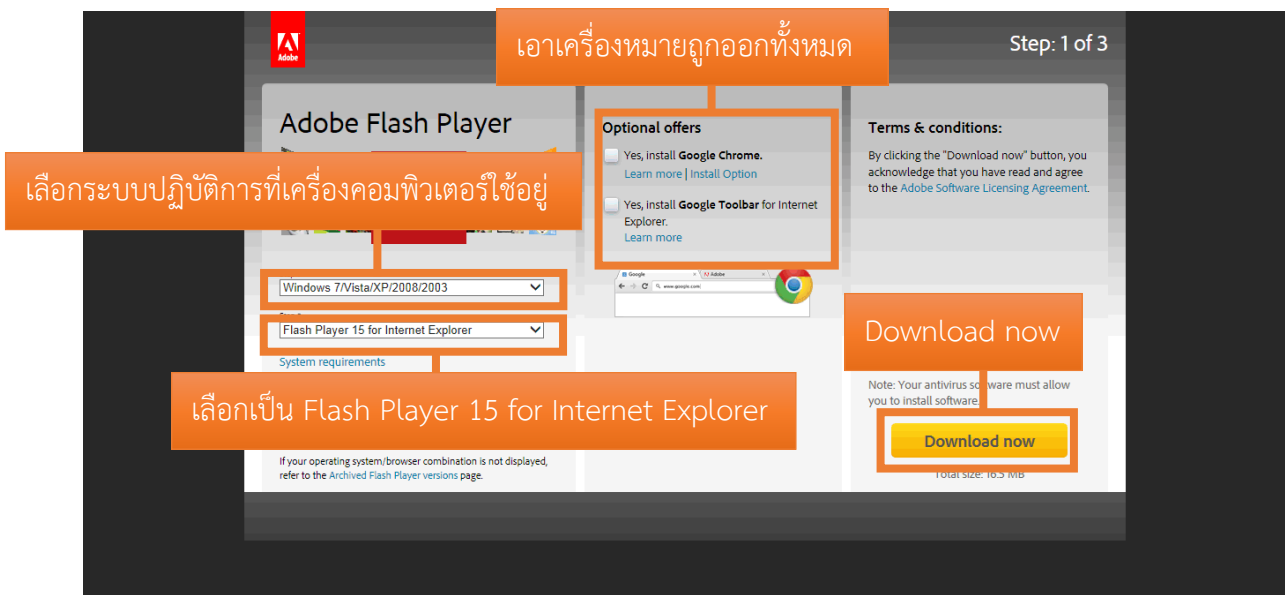 Adobe
เอาเครื่องหมายถูกออกทั้งหมด
Step: 1 of 3
Adobe Flash Player
เลือกระบบปฏิบัติการที่เครื่องคอมพิวเตอร์ใช้อยู่
Windows 7/Vista/XP/2008/2003
Flash Player 15 for Internet Explorer
System requirements
เลือกเป็น Flash Player 15 for Internet Explorer
If your operating system/browser combination is not displayed,
refer to the Archived Flash Player versions page.
Optional offers
Yes, install Google Chrome.
Learn more | Install Option
Yes, install Google Toolbar for Internet
Explorer.
Learn more
Google
Adobe
www.google.com
Terms & conditions:
By clicking the "Download now" button, you
acknowledge that you have read and agree
to the Adobe Software Licensing Agreement.
Download now
Note: Your antivirus software must allow
you to install software.
Download now
Total size: 16.5 MB